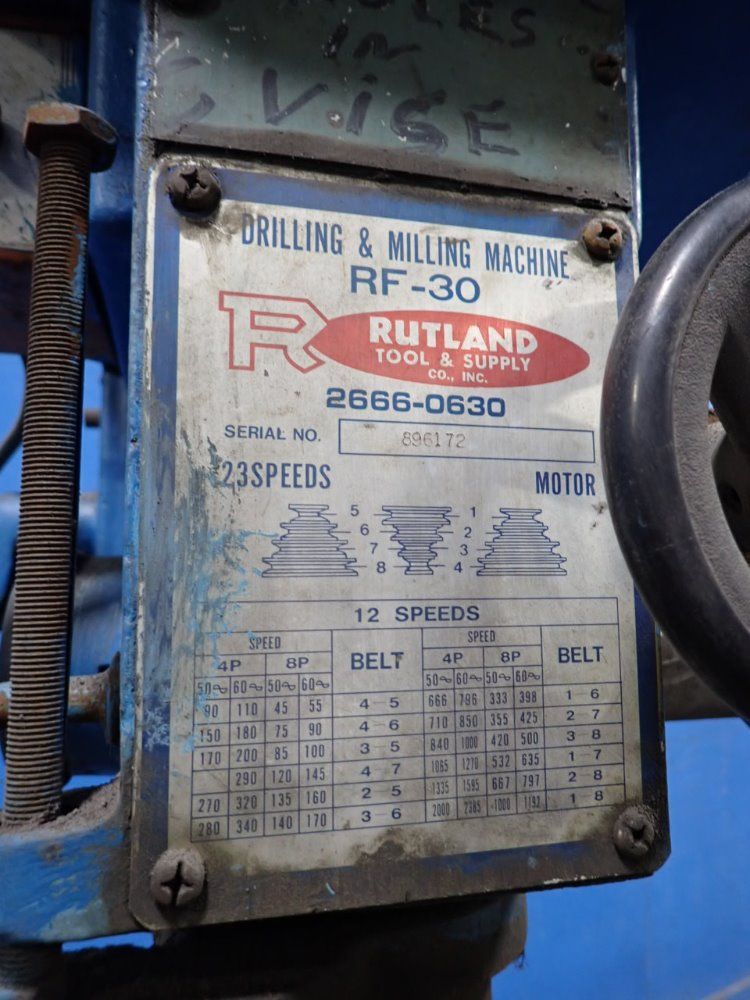 HOLES
in
VISE
DRILLING & MILLING MACHINE
RF-30
R RUTLAND
TOOL & SUPPLY
CO., INC.
2666-0630
SERIAL NO. 896172
23SPEEDS MOTOR
5 1
6 2
7 3
8 4
12 SPEEDS
SPEED BELT SPEED BELT
4P 8P 4P 8P
50~ 60~ 50~ 60~ 50~ 60~ 50~ 60~
90 110 45 55 4 5 666 796 333 398 1 6
150 180 75 90 4 6 710 850 355 425 2 7
170 200 85 100 3 5 840 1000 420 500 3 8
290 120 145 4 7 1065 1270 532 635 1 7
270 320 135 160 2 5 1335 1595 667 797 2 8
280 340 140 170 3 6 2000 2385 1000 1192 1 8